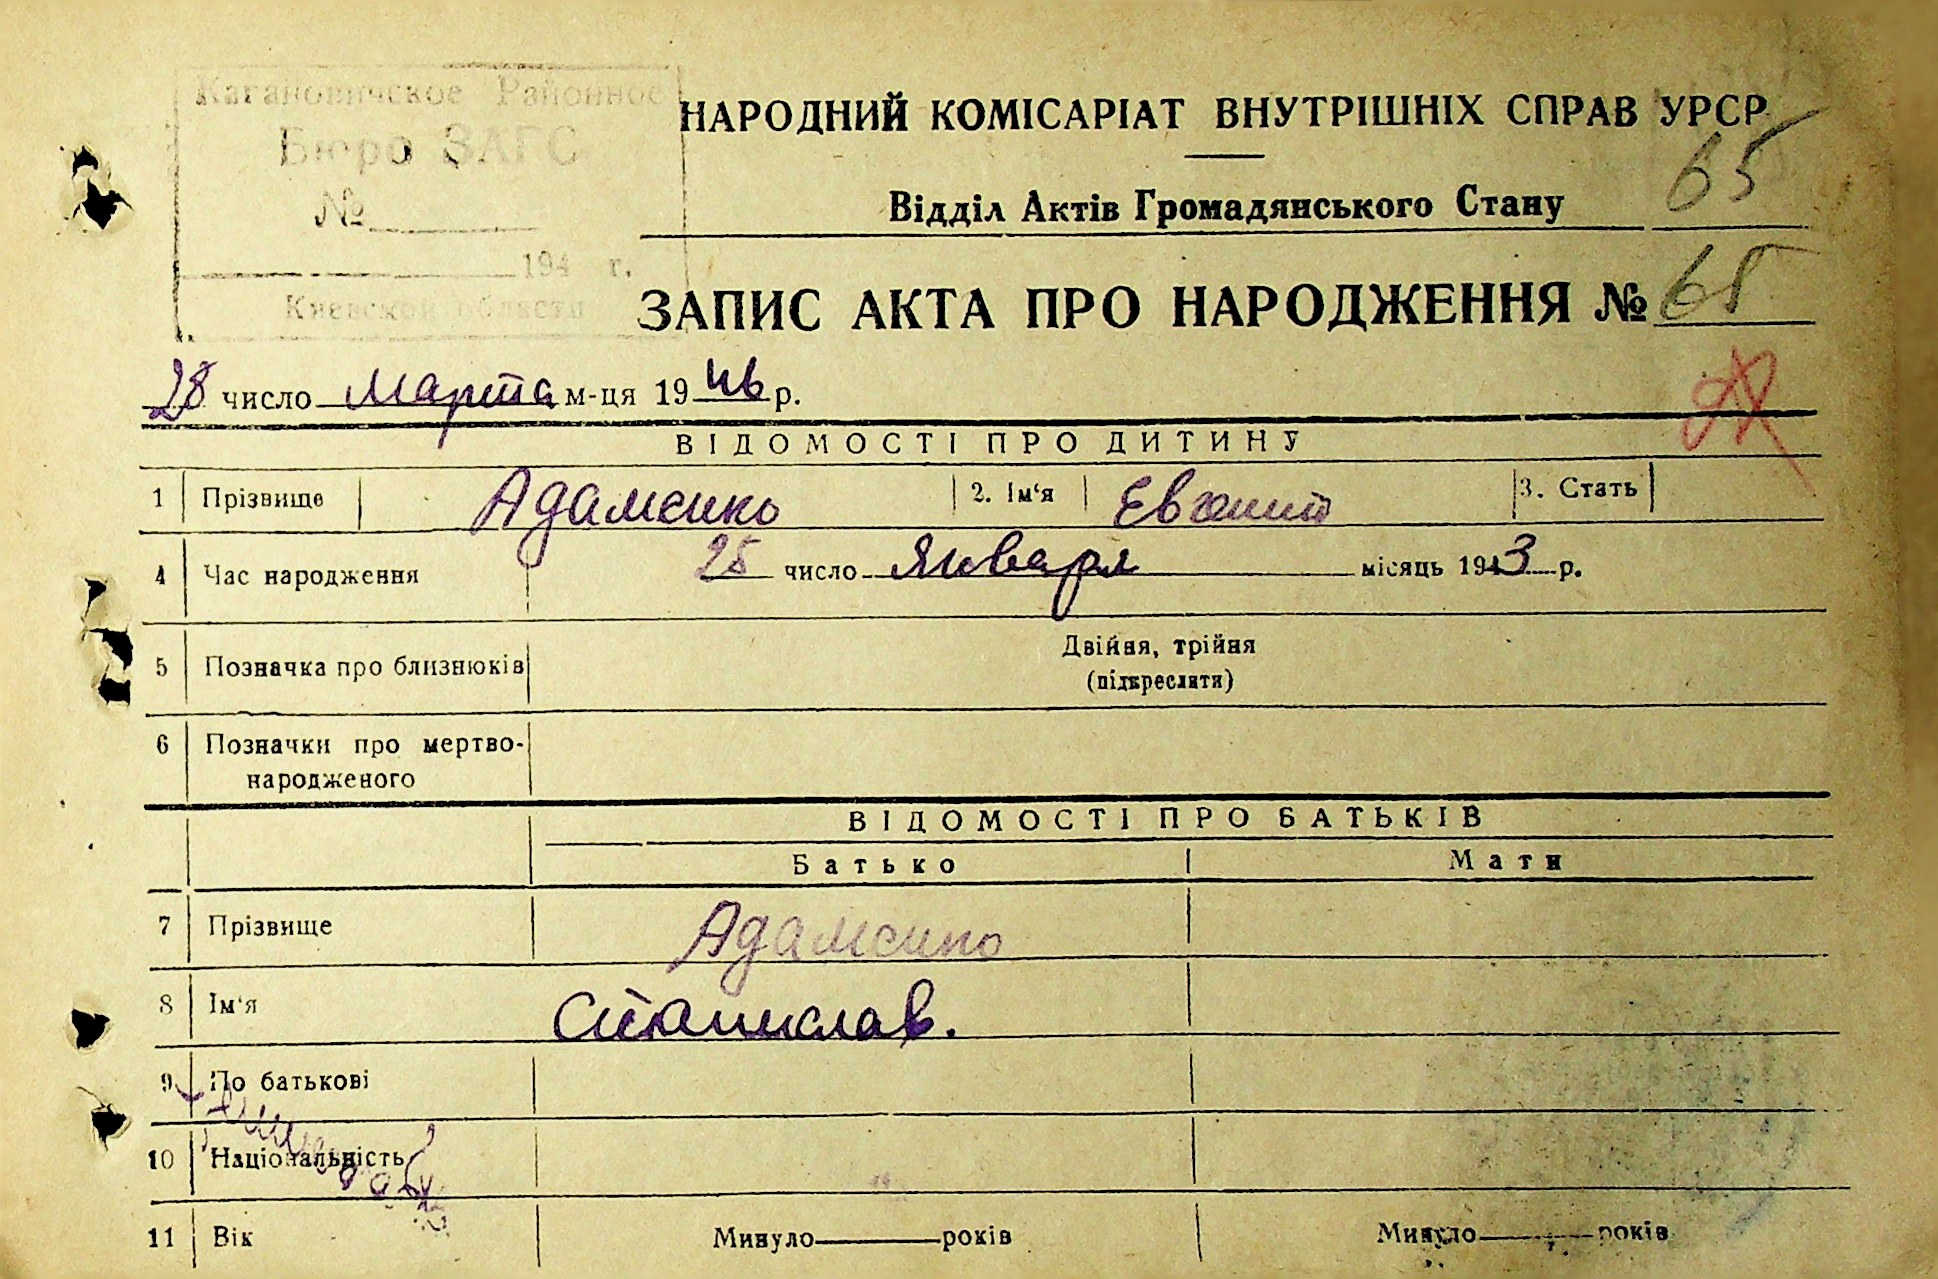 Кагановичское Районное
Бюро ЗАГС
№
194 г.
Киевской области
НАРОДНИЙ КОМІСАРІАТ ВНУТРІШНІХ СПРАВ УРСР
65
Відділ Актів Громадянського Стану
ЗАПИС АКТА ПРО НАРОДЖЕННЯ № 65
28 число Марта м-ця 1946 р.
ВІДОМОСТІ ПРО ДИТИНУ
1 Прізвище Адаменко 2. Ім'я 3. Стать
4 Час народження 25 число Января місяць 1943 р.
5 Позначка про близнюків Двійня, трійня
(підкреслити)
6 Позначки про мертво-
народженого
ВІДОМОСТІ ПРО БАТЬКІВ
Батько Мати
7 Прізвище Адаменко
8 Ім'я Станислав.
9 По батькові
10 Національність
11 Вік Минуло років Минуло років